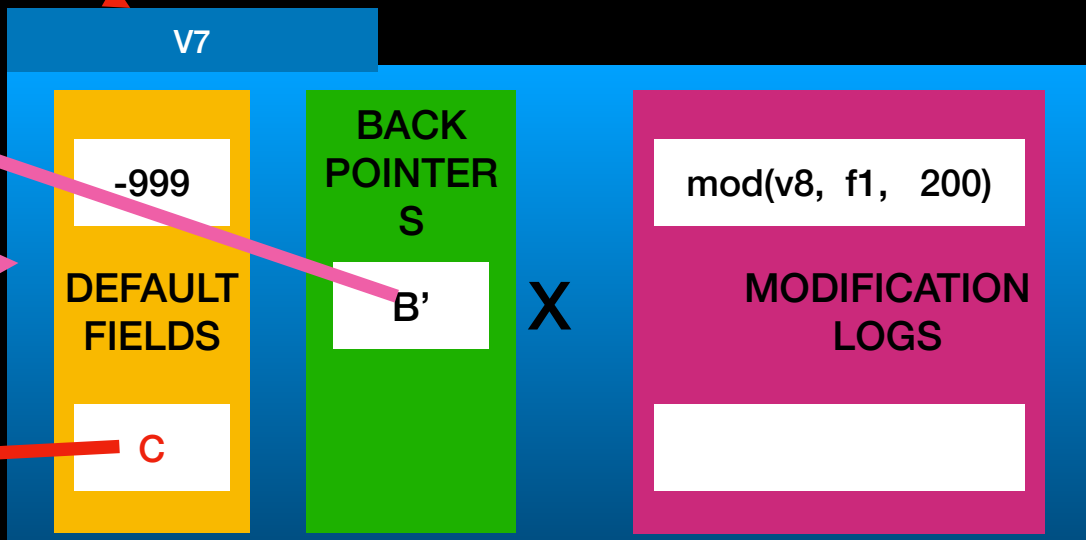 V7
-999
DEFAULT
FIELDS
C
BACK
POINTER
S
B’
X
mod(v8, f1, 200)
MODIFICATION
LOGS